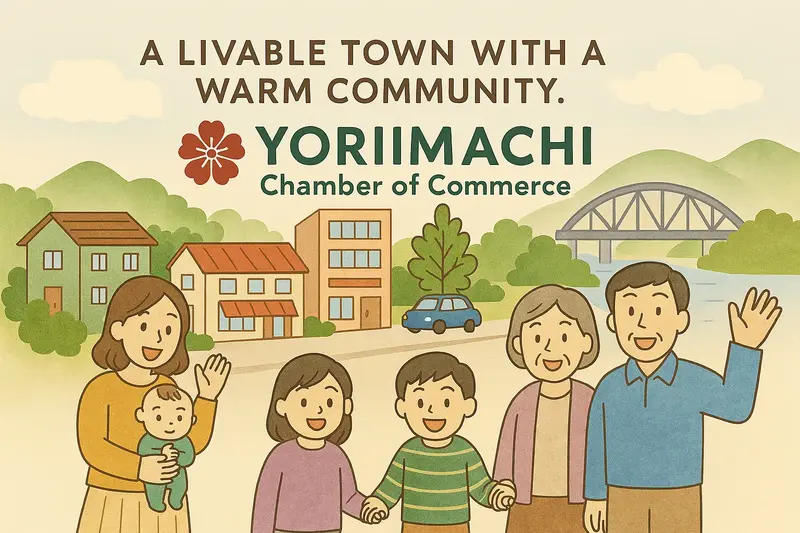 A LIVABLE TOWN WITH A
WARM COMMUNITY.
YORIIMACHI
Chamber of Commerce